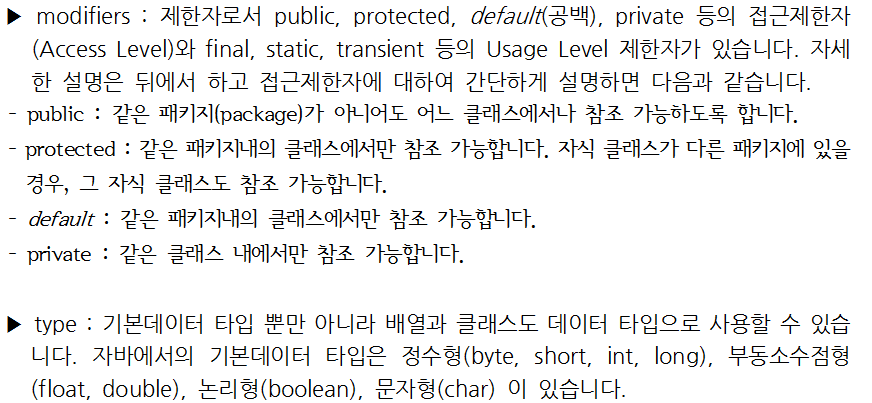 ▶ modifiers : 제한자로서 public, protected, default(공백), private 등의 접근제한자
(Access Level)와 final, static, transient 등의 Usage Level 제한자가 있습니다. 자세
한 설명은 뒤에서 하고 접근제한자에 대하여 간단하게 설명하면 다음과 같습니다.
- public : 같은 패키지(package)가 아니어도 어느 클래스에서나 참조 가능하도록 합니다.
- protected : 같은 패키지내의 클래스에서만 참조 가능합니다. 자식 클래스가 다른 패키지에 있을
경우, 그 자식 클래스도 참조 가능합니다.
- default : 같은 패키지내의 클래스에서만 참조 가능합니다.
- private : 같은 클래스 내에서만 참조 가능합니다.
▶ type : 기본데이터 타입 뿐만 아니라 배열과 클래스도 데이터 타입으로 사용할 수 있습
니다. 자바에서의 기본데이터 타입은 정수형(byte, short, int, long), 부동소수점형
(float, double), 논리형(boolean), 문자형(char) 이 있습니다.